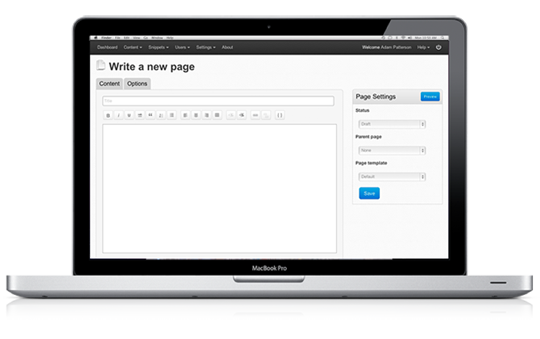 Finder File Edit View Go Window Help
Dashboard Content Snippets Users Settings About Welcome Adam Patterson Help
Write a new page
Content Options
Title
Page Settings Preview
Status
Parent page
None
Page template
Default
Save
MacBook Pro